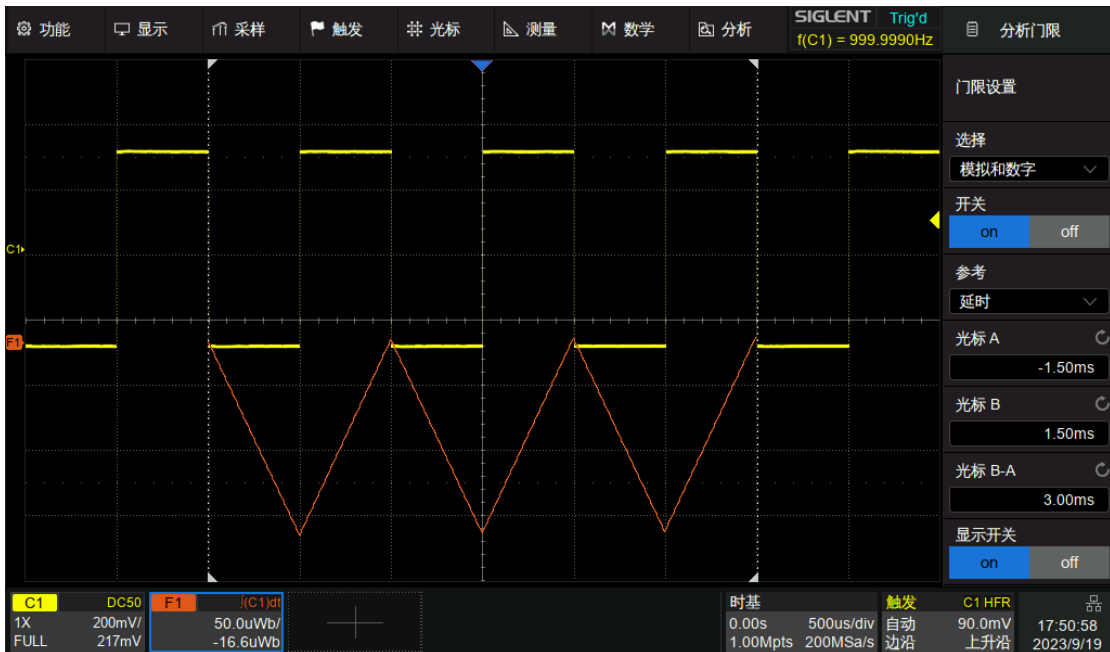 功能 显示 采样 触发 光标 测量 数学 分析 SIGLENT Trig'd 分析门限
f(C1) = 999.9990Hz
门限设置
选择
模拟和数字
开关
on off
C1
参考
延时
F1
光标 A
-1.50ms
光标 B
1.50ms
光标 B-A
3.00ms
显示开关
on off
C1 DC50 F1 ∫(C1)dt 时基 触发 C1 HFR
1X 200mV/ 50.0uWb/ 0.00s 500us/div 自动 90.0mV 17:50:58
FULL 217mV -16.6uWb 1.00Mpts 200MSa/s 边沿 上升沿 2023/9/19